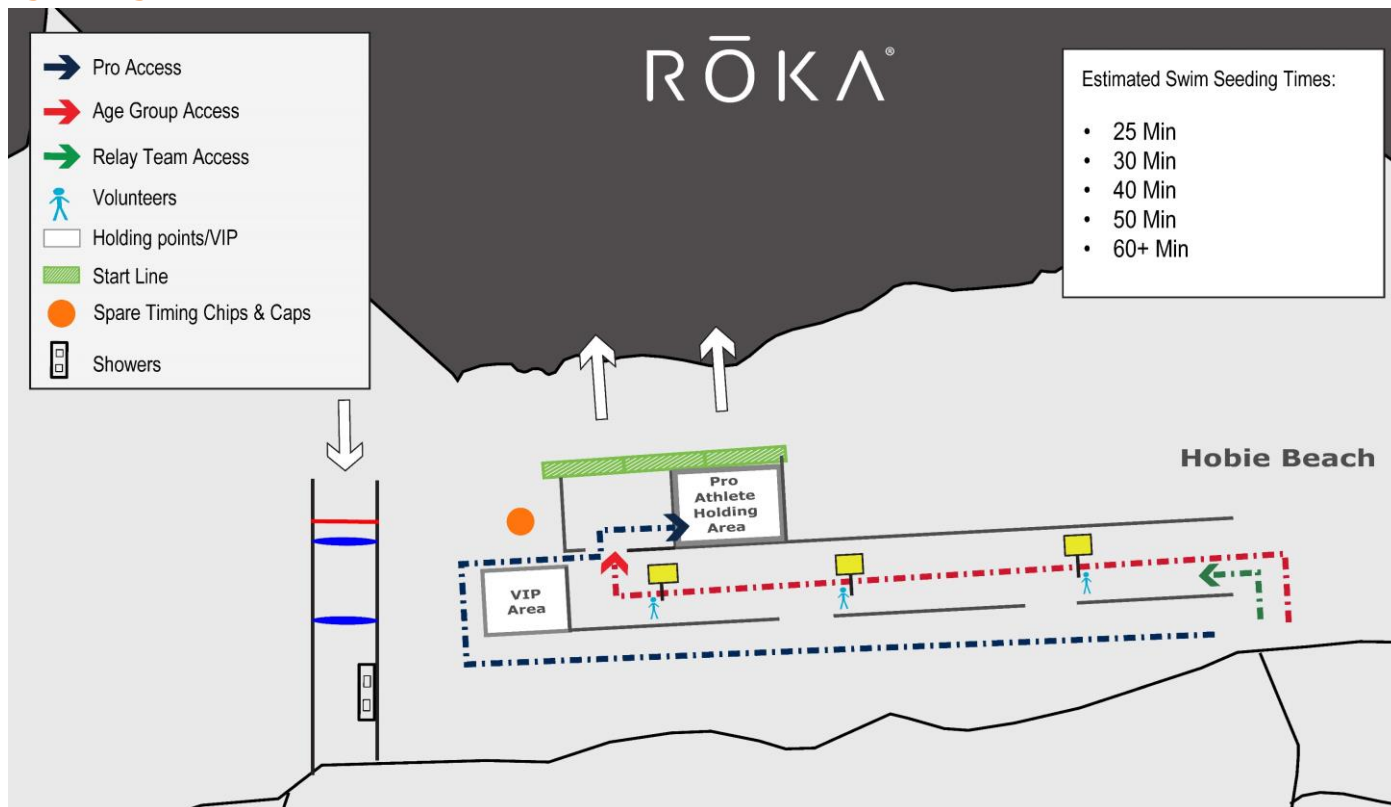 Pro Access
Age Group Access
Relay Team Access
Volunteers
Holding points/VIP
Start Line
Spare Timing Chips & Caps
Showers
RŌKA®
Estimated Swim Seeding Times:
• 25 Min
• 30 Min
• 40 Min
• 50 Min
• 60+ Min
Hobie Beach
Pro
Athlete
Holding
Area
VIP
Area